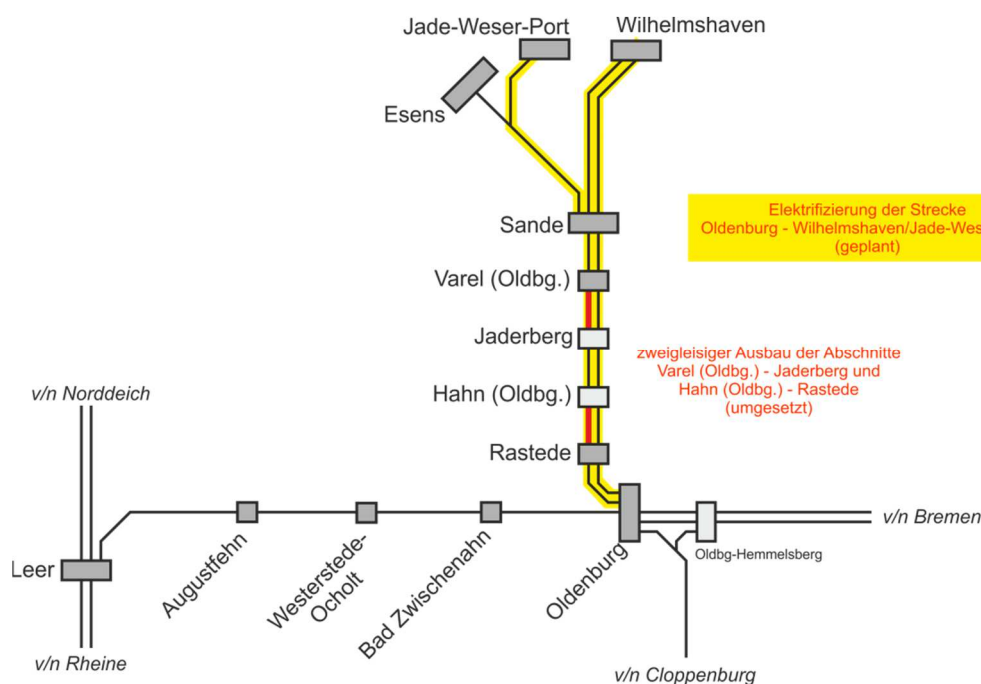 Jade-Weser-Port
Wilhelmshaven
Esens
Sande
Elektrifizierung der Strecke
Oldenburg - Wilhelmshaven/Jade-Wes
(geplant)
Varel (Oldbg.)
Jaderberg
zweigleisiger Ausbau der Abschnitte
Varel (Oldbg.) - Jaderberg und
Hahn (Oldbg.) - Rastede
(umgesetzt)
v/n Norddeich
Hahn (Oldbg.)
Rastede
v/n Bremen
Oldbg-Hemmelsberg
Leer
Augustfehn
Westerstede-
Ocholt
Bad Zwischenahn
Oldenburg
v/n Rheine
v/n Cloppenburg